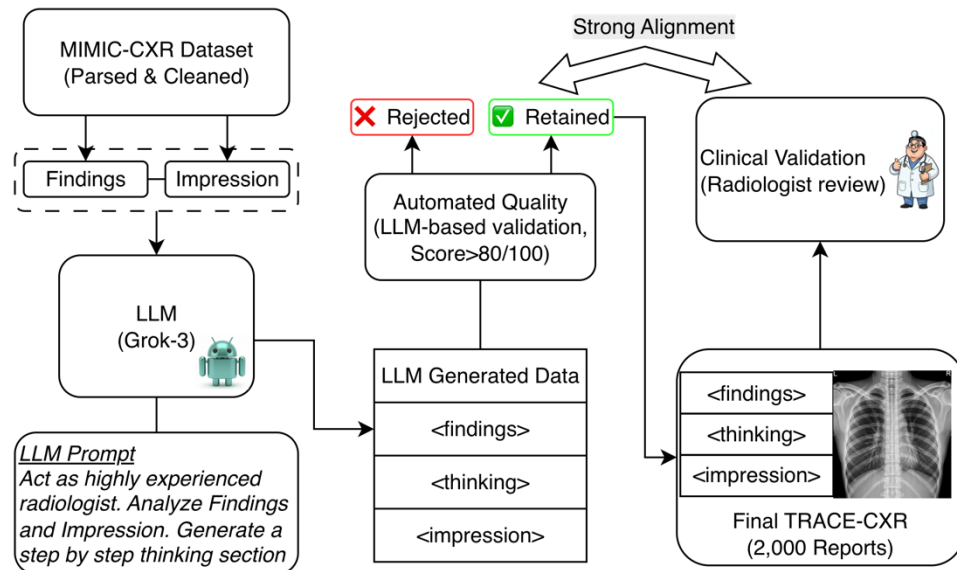 MIMIC-CXR Dataset
(Parsed & Cleaned)
Findings
Impression
LLM
(Grok-3)
LLM Prompt
Act as highly experienced
radiologist. Analyze Findings
and Impression. Generate a
step by step thinking section
Strong Alignment
Rejected
Retained
Automated Quality
(LLM-based validation,
Score>80/100)
LLM Generated Data
<findings>
<thinking>
<impression>
Clinical Validation
(Radiologist review)
<findings>
<thinking>
<impression>
L
R
Final TRACE-CXR
(2,000 Reports)